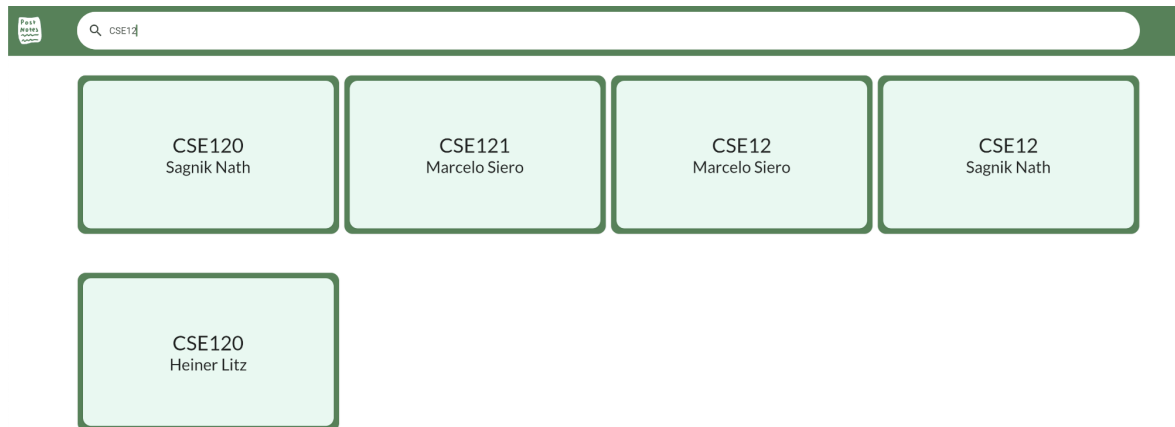 Post
Notes
CSE12
CSE120
Sagnik Nath
CSE121
Marcelo Siero
CSE12
Marcelo Siero
CSE12
Sagnik Nath
CSE120
Heiner Litz